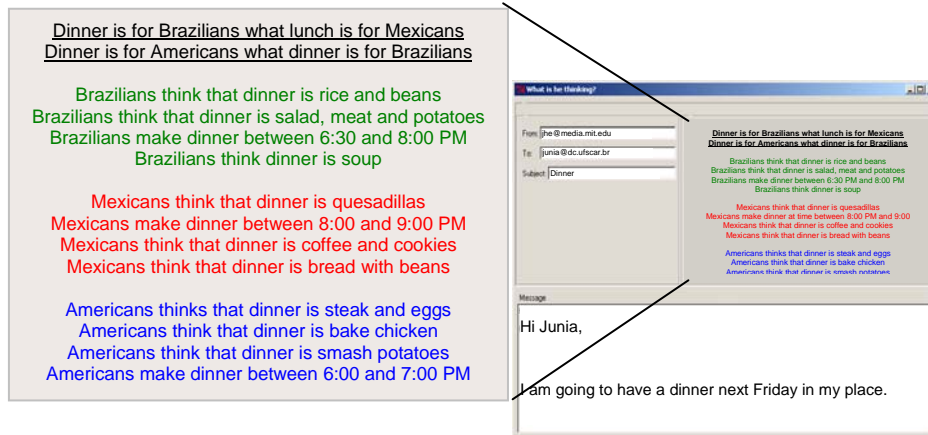 Dinner is for Brazilians what lunch is for Mexicans
Dinner is for Americans what dinner is for Brazilians
Brazilians think that dinner is rice and beans
Brazilians think that dinner is salad, meat and potatoes
Brazilians make dinner between 6:30 and 8:00 PM
Brazilians think dinner is soup
Mexicans think that dinner is quesadillas
Mexicans make dinner between 8:00 and 9:00 PM
Mexicans think that dinner is coffee and cookies
Mexicans think that dinner is bread with beans
Americans thinks that dinner is steak and eggs
Americans think that dinner is bake chicken
Americans think that dinner is smash potatoes
Americans make dinner between 6:00 and 7:00 PM
What is he thinking?
From: jhe@media.mit.edu
To: junia@dc.ufscar.br
Subject: Dinner
Dinner is for Brazilians what lunch is for Mexicans
Dinner is for Americans what dinner is for Brazilians
Brazilians think that dinner is rice and beans
Brazilians think that dinner is salad, meat and potatoes
Brazilians make dinner between 6:30 PM and 8:00 PM
Brazilians think that dinner is soup
Mexicans think that dinner is quesadillas
Mexicans make dinner at time between 8:00 PM and 9:00
Mexicans think that dinner is coffee and cookies
Mexicans think that dinner is bread with beans
Americans thinks that dinner is steak and eggs
Americans think that dinner is bake chicken
Americans think that dinner is smash potatoes
Message
Hi Junia,
I am going to have a dinner next Friday in my place.